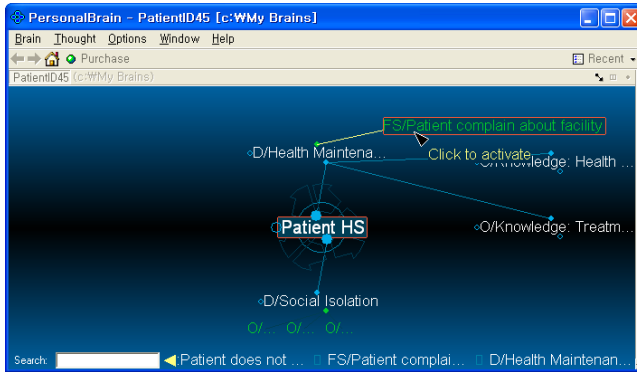 PersonalBrain - PatientID45 [c:₩My Brains]
Brain Thought Options Window Help
Purchase Recent
PatientID45 (c:₩My Brains)
FS/Patient complain about facility
D/Health Maintena... Click to activate O/Knowledge: Health ...
Patient HS O/Knowledge: Treatm...
D/Social Isolation
O/... O/... O/...
Search: :Patient does not ... FS/Patient complai... D/Health Maintenan...